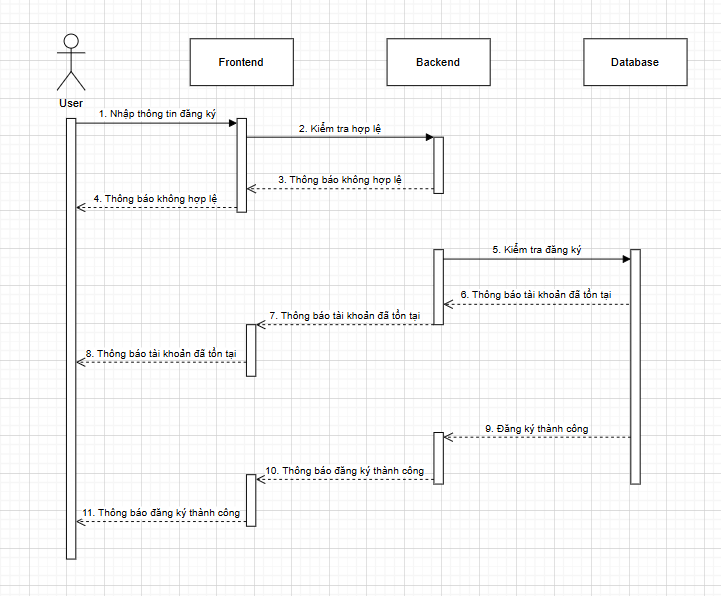 Frontend
Backend
Database
User
1. Nhập thông tin đăng ký
2. Kiểm tra hợp lệ
3. Thông báo không hợp lệ
4. Thông báo không hợp lệ
5. Kiểm tra đăng ký
6. Thông báo tài khoản đã tồn tại
7. Thông báo tài khoản đã tồn tại
8. Thông báo tài khoản đã tồn tại
9. Đăng ký thành công
10. Thông báo đăng ký thành công
11. Thông báo đăng ký thành công